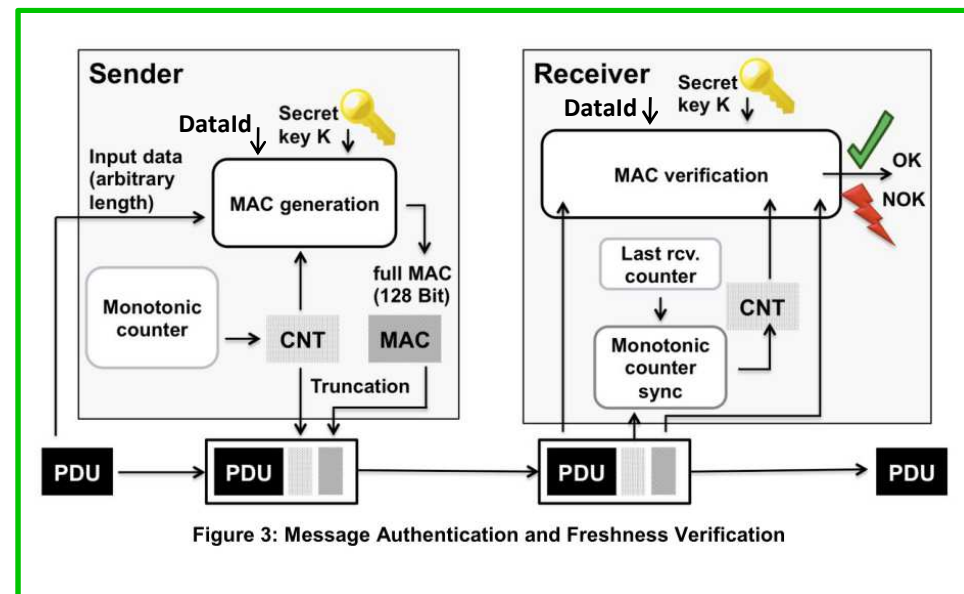 Sender
DataId
Secret
key K
Input data
(arbitrary
length)
MAC generation
full MAC
(128 Bit)
Monotonic
counter
CNT
MAC
Truncation
PDU
PDU
Receiver
DataId
Secret
key K
MAC verification
OK
NOK
Last rcv.
counter
CNT
Monotonic
counter
sync
PDU
PDU
Figure 3: Message Authentication and Freshness Verification